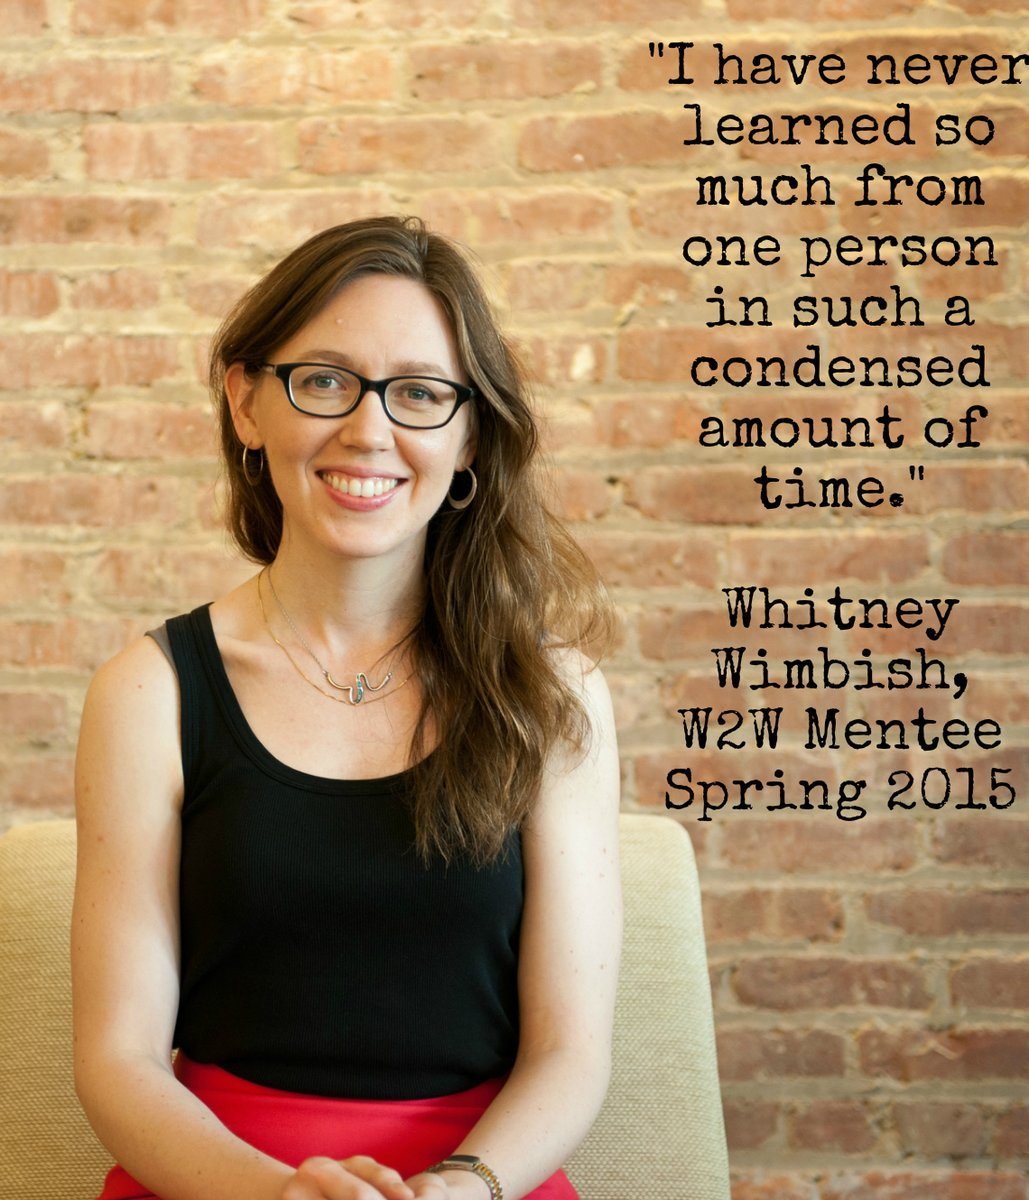 "I have never
learned so
much from
one person
in such a
condensed
amount of
time."
Whitney
Wimbish,
W2W Mentee
Spring 2015